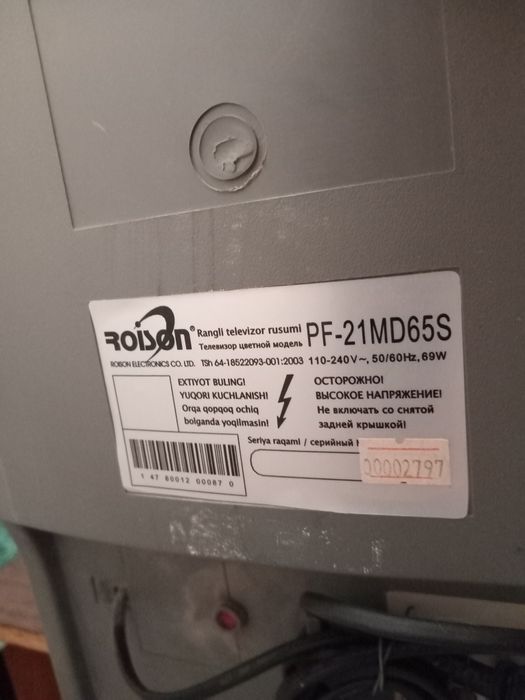 ROISON® Rangli televizor rusumi PF-21MD65S
Телевизор цветной модель
ROISON ELECTRONICS CO. LTD. TSh 64-18522093-001:2003 110-240V~, 50/60Hz, 69W
EXTIYOT BULING!
YUQORI KUCHLANISH!
Orqa qopqoq ochiq
bolganda yoqilmasin!
ОСТОРОЖНО!
ВЫСОКОЕ НАПРЯЖЕНИЕ!
Не включать со снятой
задней крышкой!
Seriya raqami / серийный
00002797
1 47 80012 00087 0